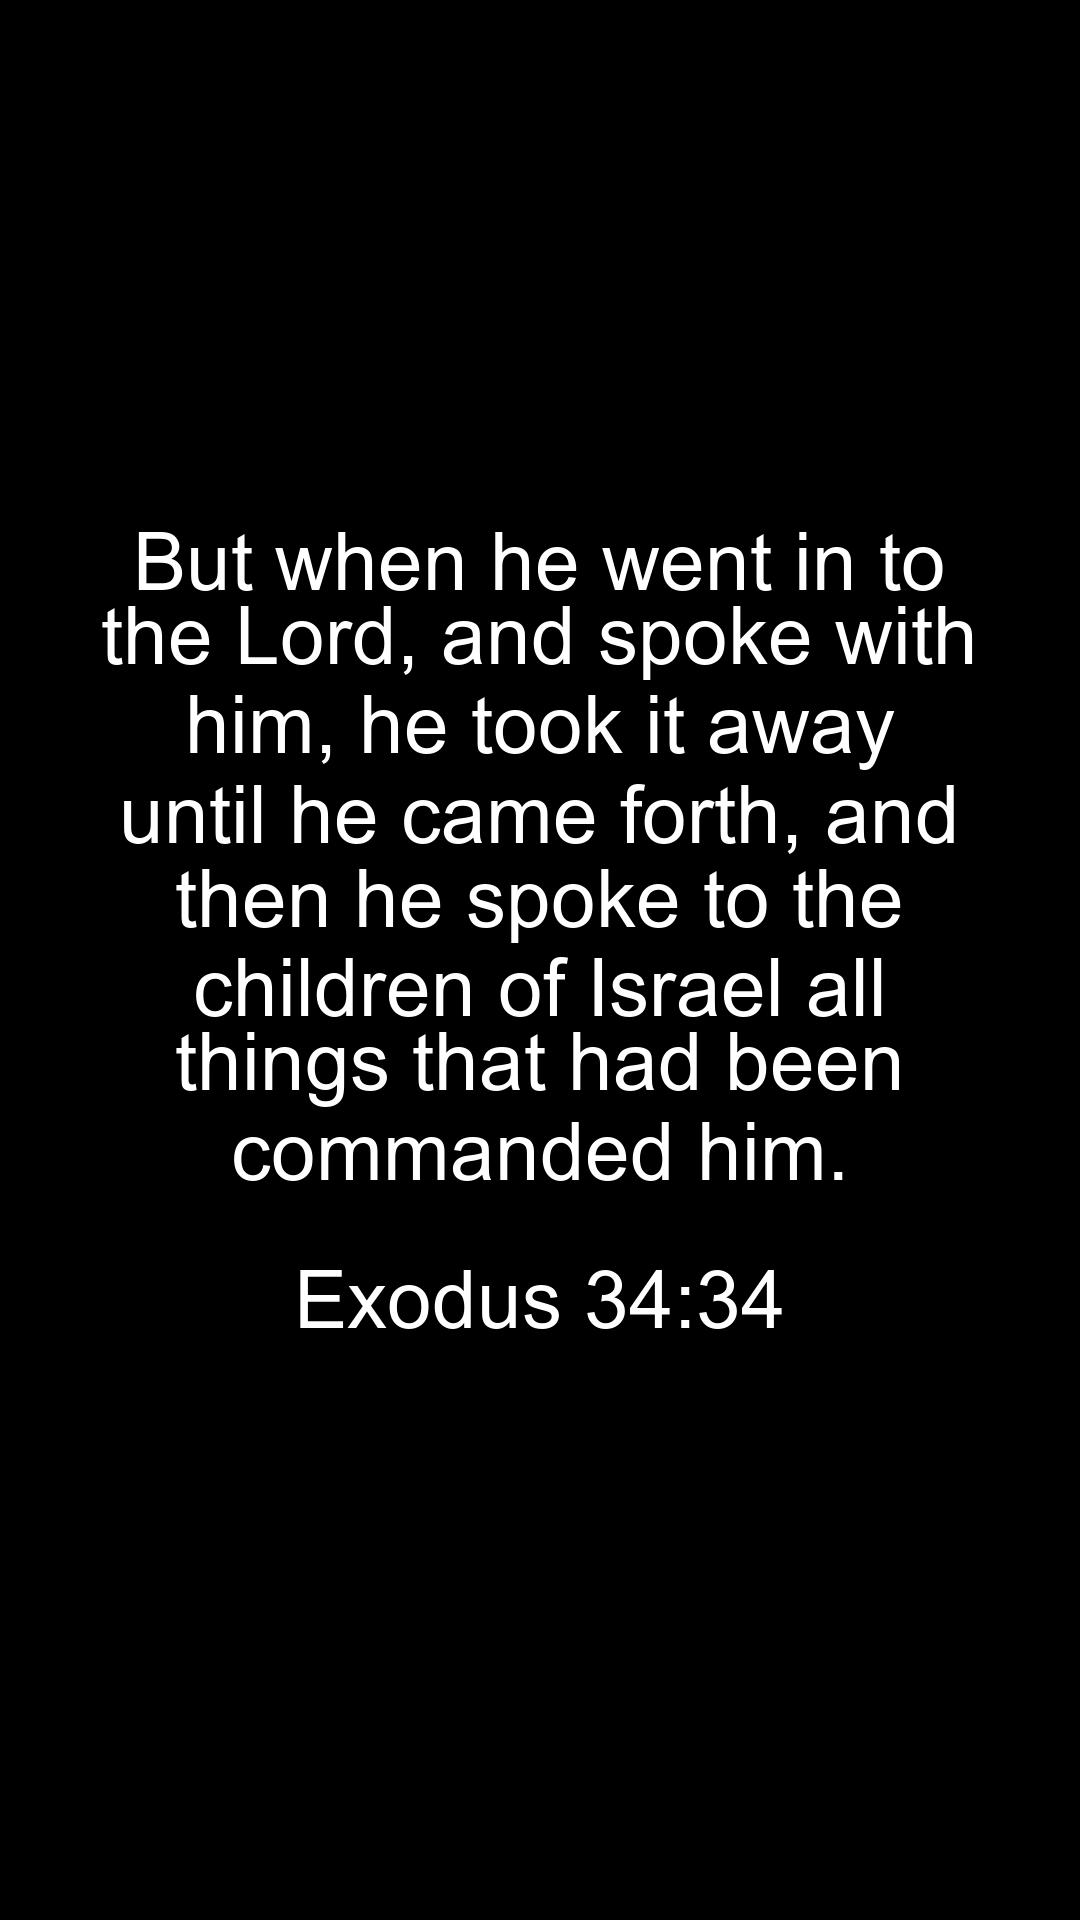 But when he went in to
the Lord, and spoke with
him, he took it away
until he came forth, and
then he spoke to the
children of Israel all
things that had been
commanded him.
Exodus 34:34